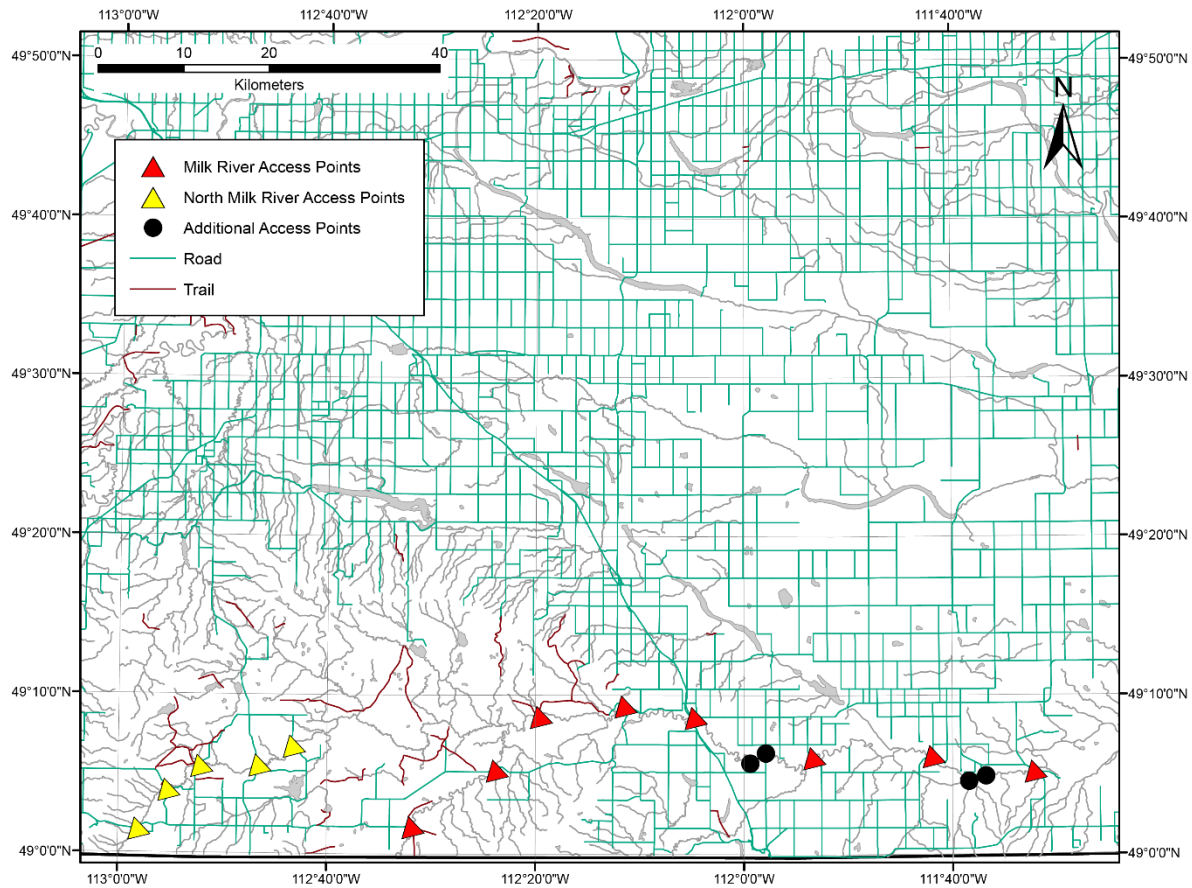 113°00'0"W 112°40'0"W 112°20'0"W 112°00'0"W 111°40'0"W
0 10 20 40
Kilometers
N
Milk River Access Points
North Milk River Access Points
Additional Access Points
Road
Trail
49°50'0"N 49°50'0"N
49°40'0"N 49°40'0"N
49°30'0"N 49°30'0"N
49°20'0"N 49°20'0"N
49°10'0"N 49°10'0"N
49°0'0"N 49°0'0"N
113°00'0"W 112°40'0"W 112°20'0"W 112°00'0"W 111°40'0"W